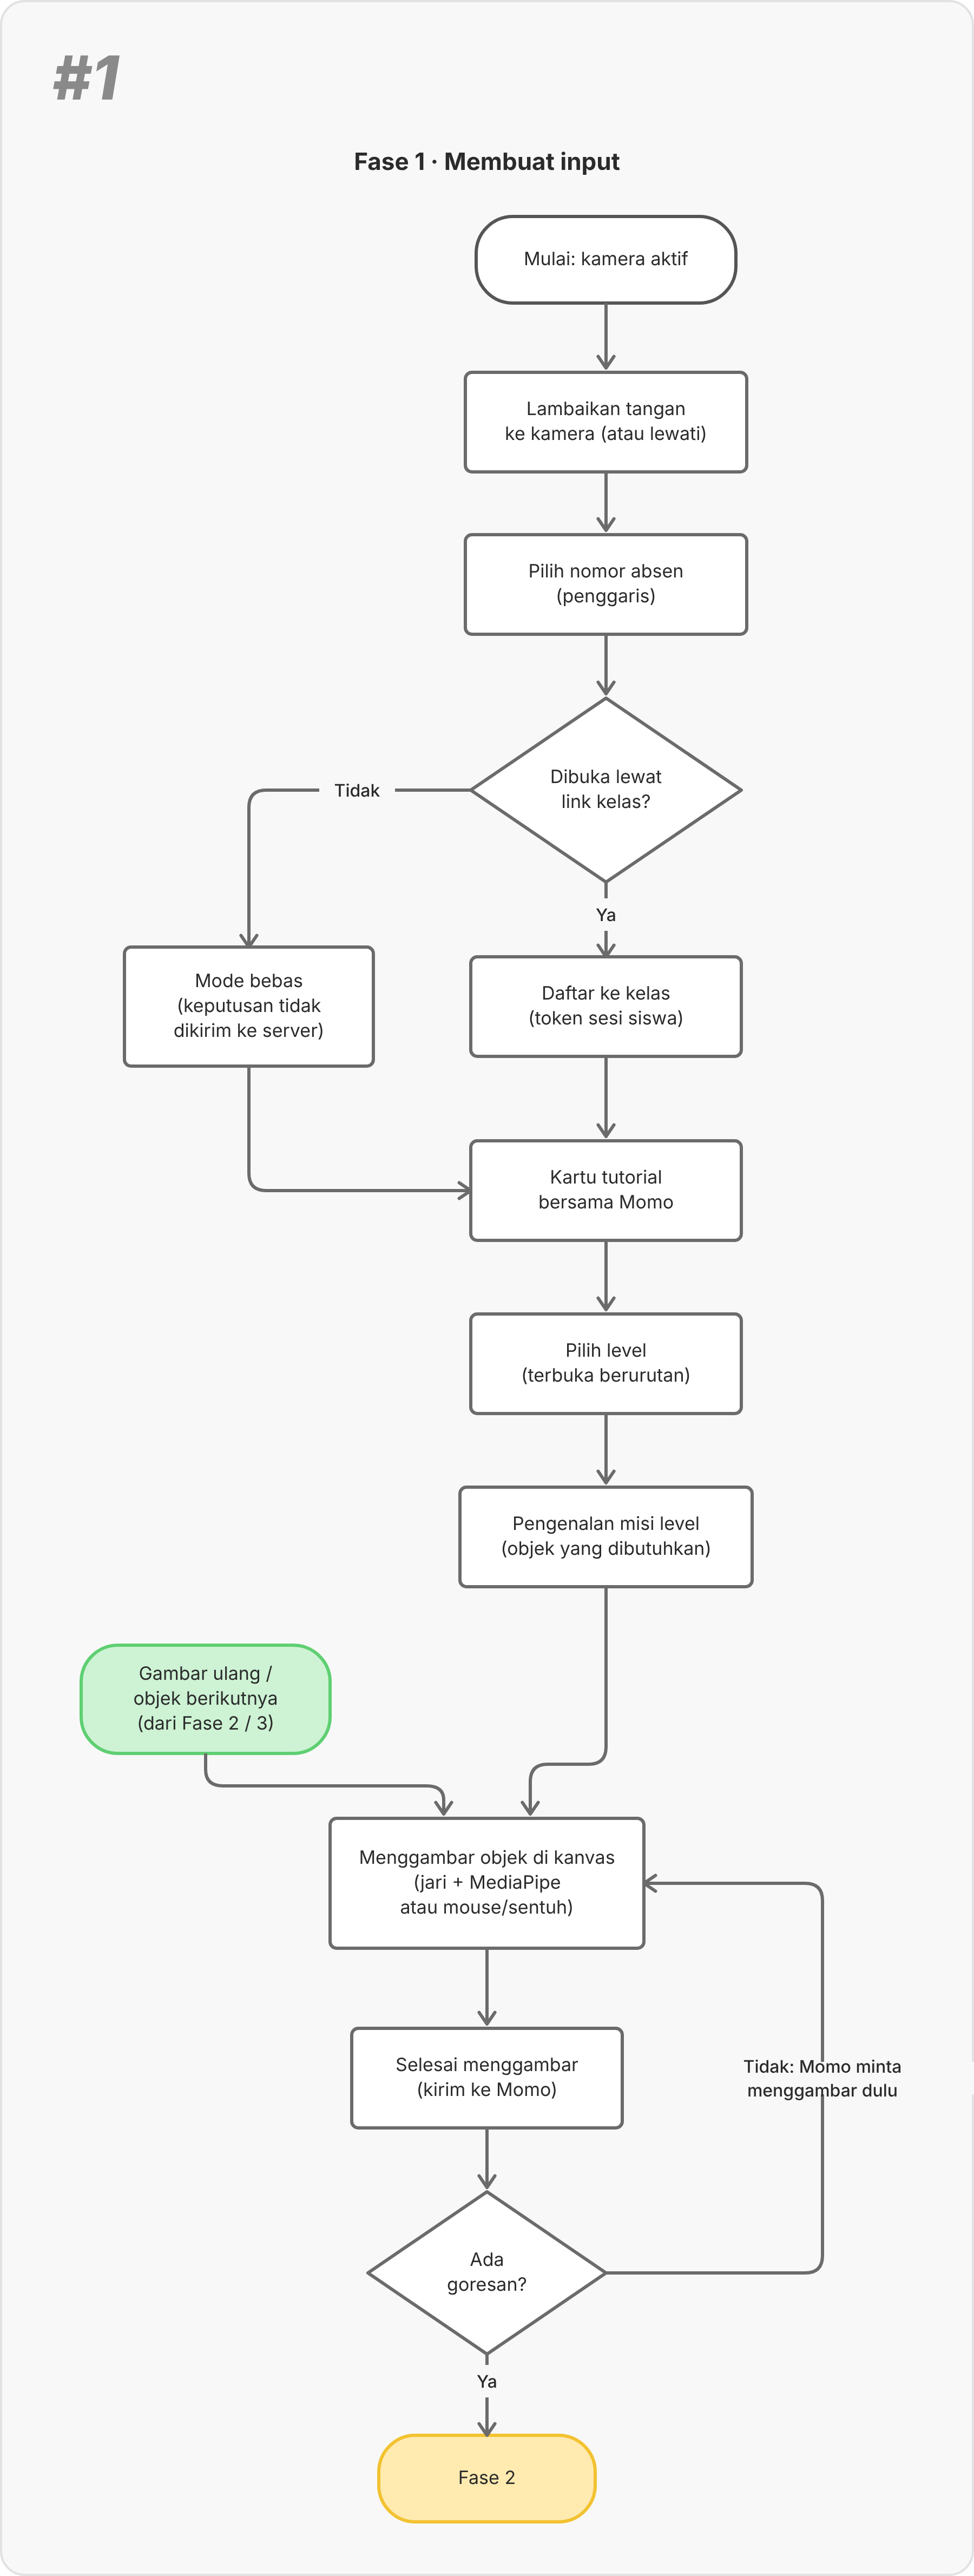 #1
Fase 1 · Membuat input
Mulai: kamera aktif
Lambaikan tangan
ke kamera (atau lewati)
Pilih nomor absen
(penggaris)
Dibuka lewat
link kelas?
Tidak
Ya
Mode bebas
(keputusan tidak
dikirim ke server)
Daftar ke kelas
(token sesi siswa)
Kartu tutorial
bersama Momo
Pilih level
(terbuka berurutan)
Pengenalan misi level
(objek yang dibutuhkan)
Gambar ulang /
objek berikutnya
(dari Fase 2 / 3)
Menggambar objek di kanvas
(jari + MediaPipe
atau mouse/sentuh)
Selesai menggambar
(kirim ke Momo)
Tidak: Momo minta
menggambar dulu
Ada
goresan?
Ya
Fase 2